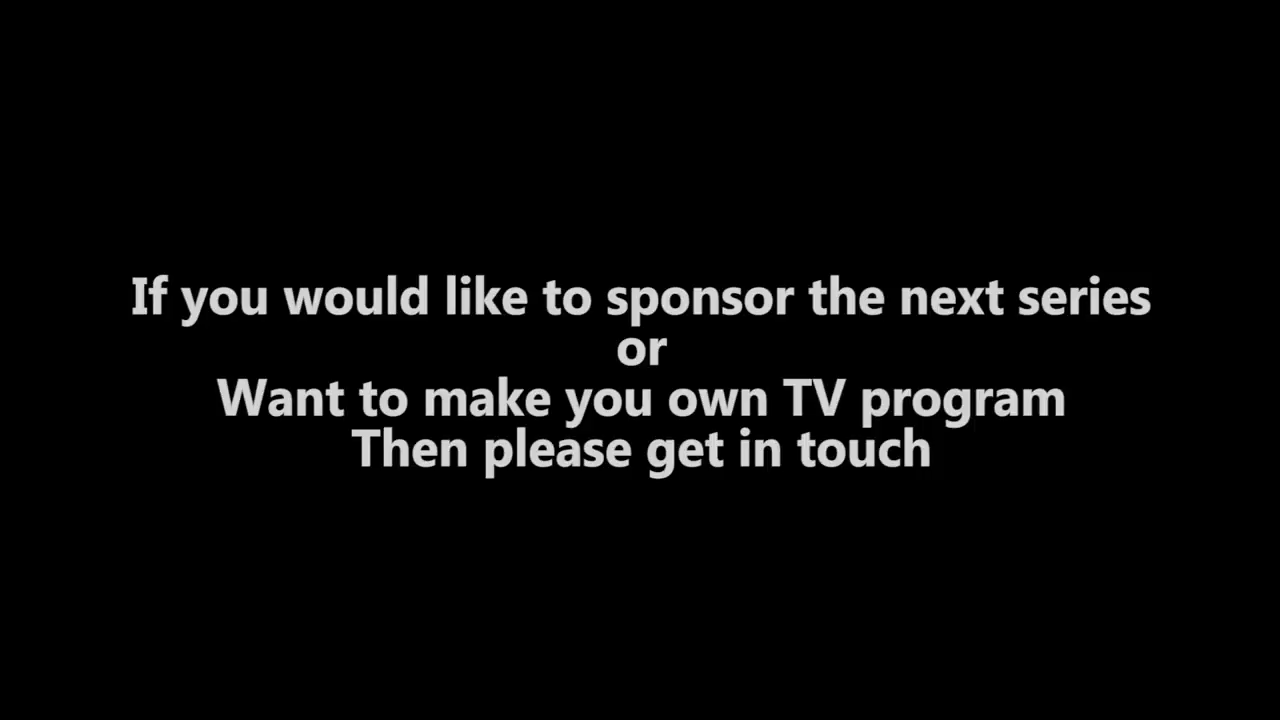 If you would like to sponsor the next series
or
Want to make you own TV program
Then please get in touch